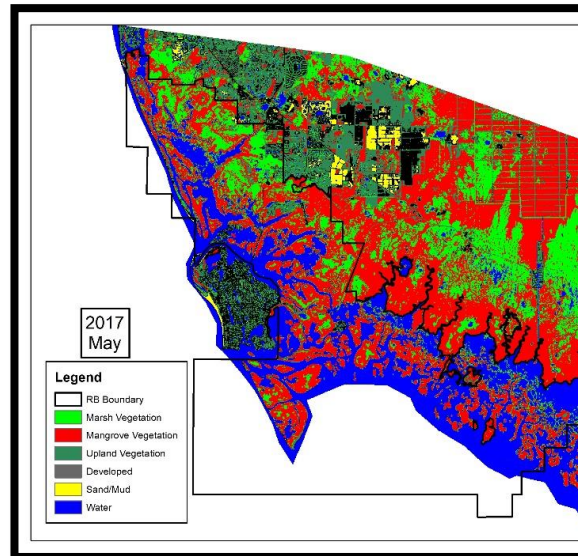 2017
May
Legend
RB Boundary
Marsh Vegetation
Mangrove Vegetation
Upland Vegetation
Developed
Sand/Mud
Water